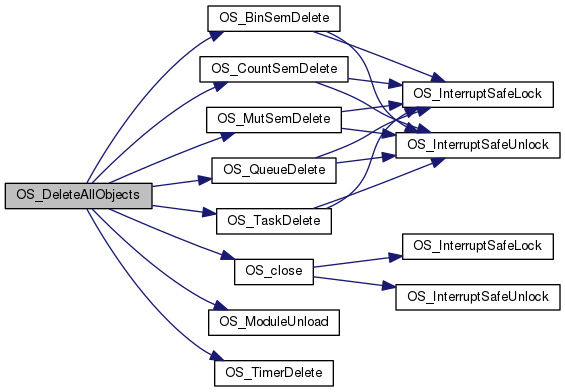 OS_BinSemDelete
OS_CountSemDelete
OS_InterruptSafeLock
OS_MutSemDelete
OS_InterruptSafeUnlock
OS_QueueDelete
OS_DeleteAllObjects
OS_TaskDelete
OS_InterruptSafeLock
OS_close
OS_InterruptSafeUnlock
OS_ModuleUnload
OS_TimerDelete